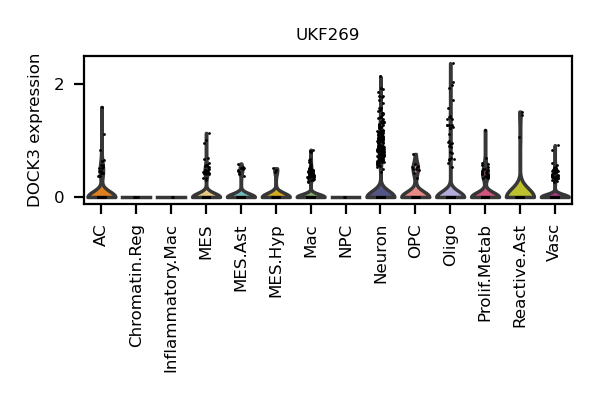 UKF269
DOCK3 expression
2
0
AC
Chromatin.Reg
Inflammatory.Mac
MES
MES.Ast
MES.Hyp
Mac
NPC
Neuron
OPC
Oligo
Prolif.Metab
Reactive.Ast
Vasc